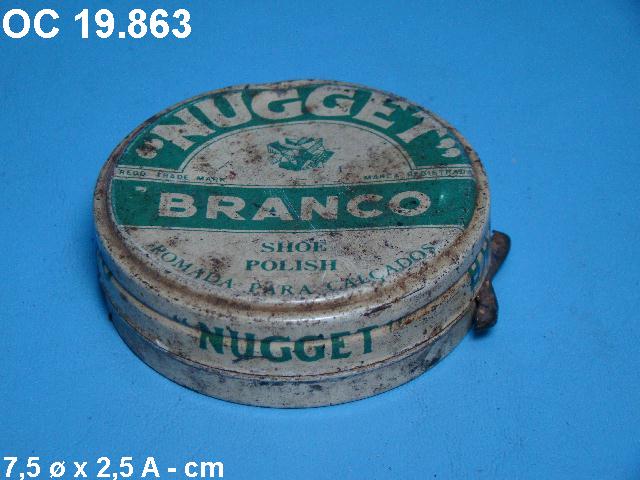 OC 19.863
"NUGGET"
REGD TRADE MARK MARCA REGISTRADA
BRANCO
SHOE
POLISH
POMADA PARA CALÇADOS
"NUGGET"
7,5 ø x 2,5 A - cm